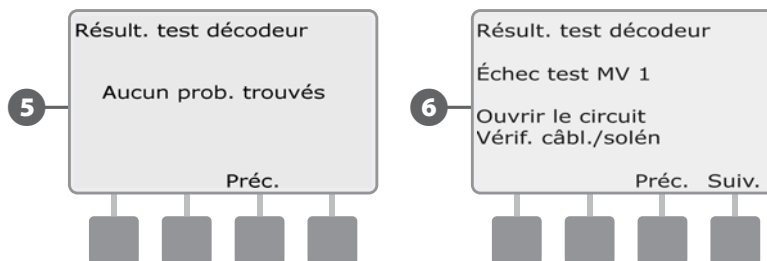 Résult. test décodeur
Aucun prob. trouvés
5
Préc.
Résult. test décodeur
Échec test MV 1
6
Ouvrir le circuit
Vérif. câbl./solén
Préc. Suiv.